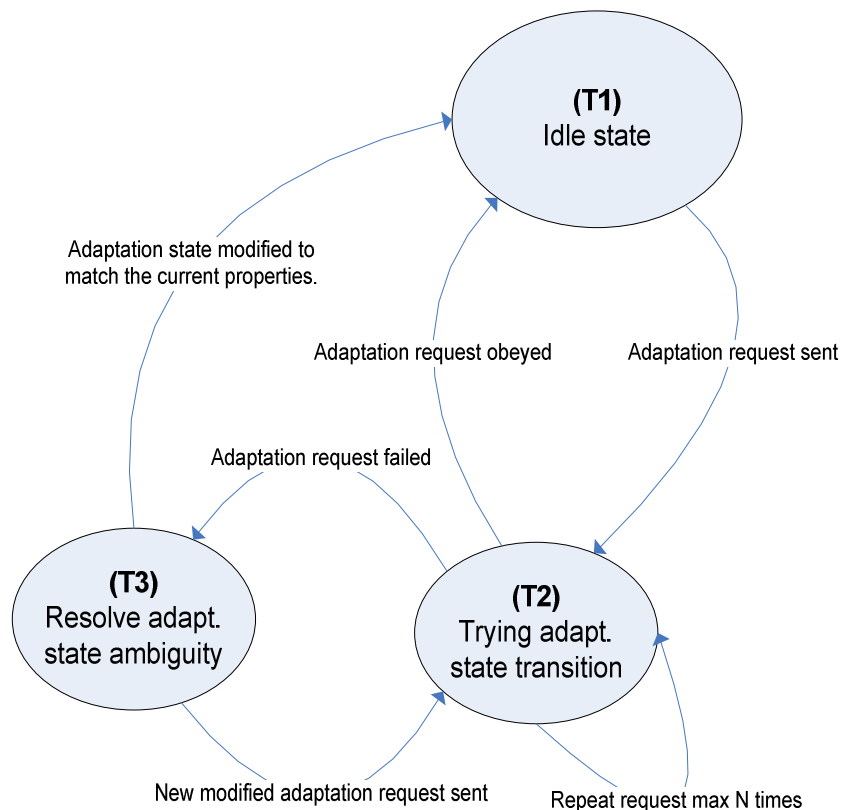 (T1)
Idle state
Adaptation state modified to
match the current properties.
Adaptation request obeyed
Adaptation request sent
Adaptation request failed
(T3)
Resolve adapt.
state ambiguity
(T2)
Trying adapt.
state transition
New modified adaptation request sent
Repeat request max N times